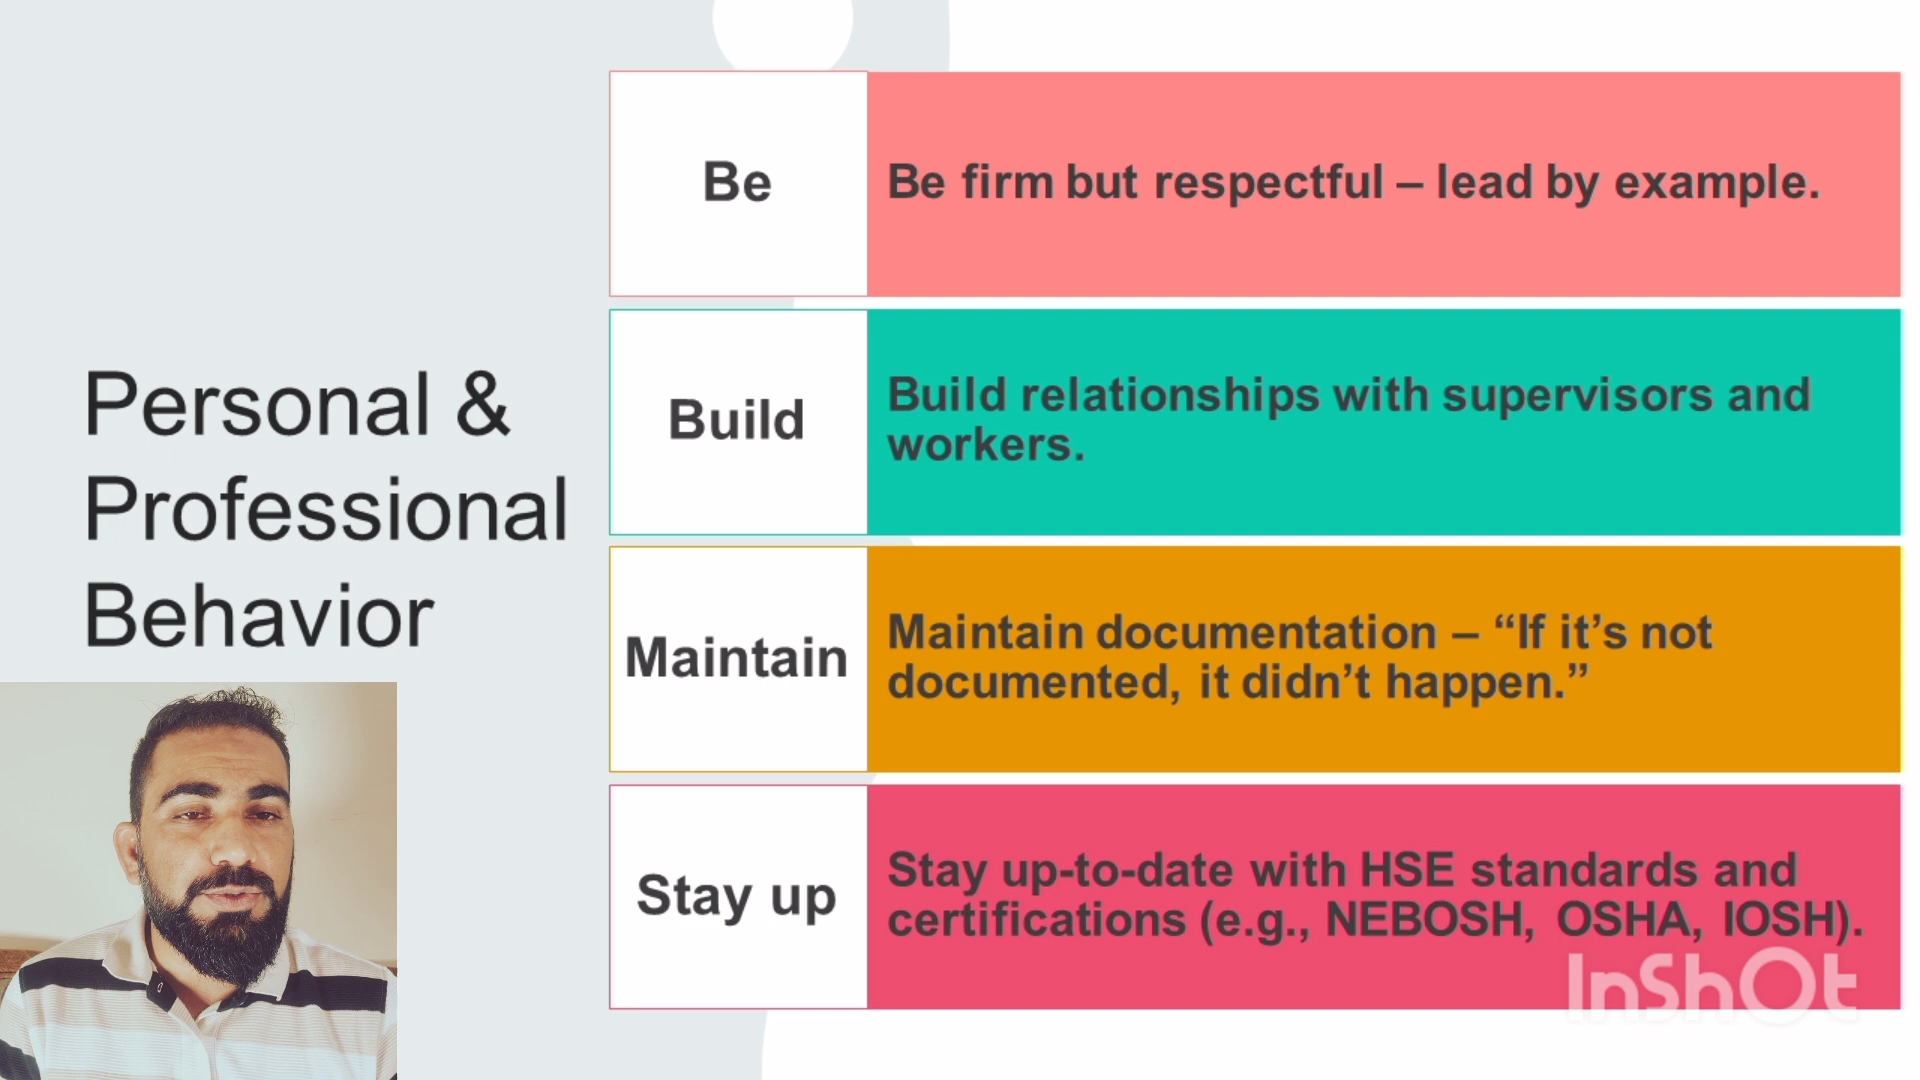 Personal &
Professional
Behavior
Be
Be firm but respectful – lead by example.
Build
Build relationships with supervisors and
workers.
Maintain
Maintain documentation – “If it’s not
documented, it didn’t happen.”
Stay up
Stay up-to-date with HSE standards and
certifications (e.g., NEBOSH, OSHA, IOSH).
InShOt